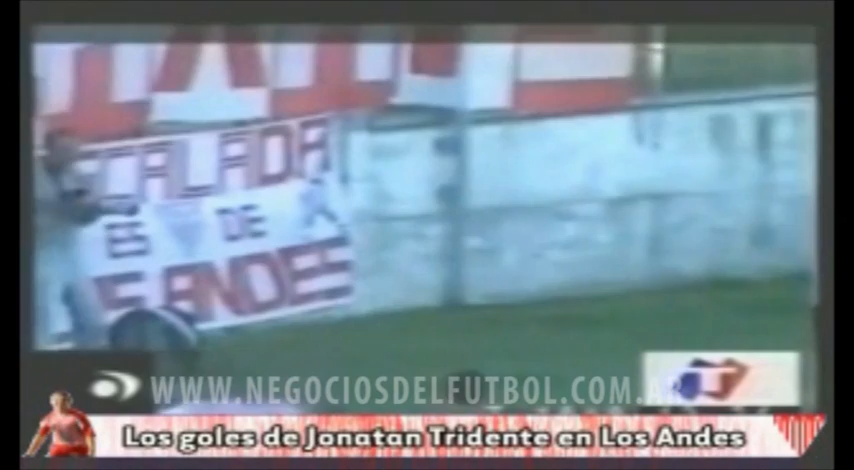 CALADA
ES DE
ANDES
WWW.NEGOCIOSDELFUTBOL.COM.A
Los goles de Jonatan Tridente en Los Andes